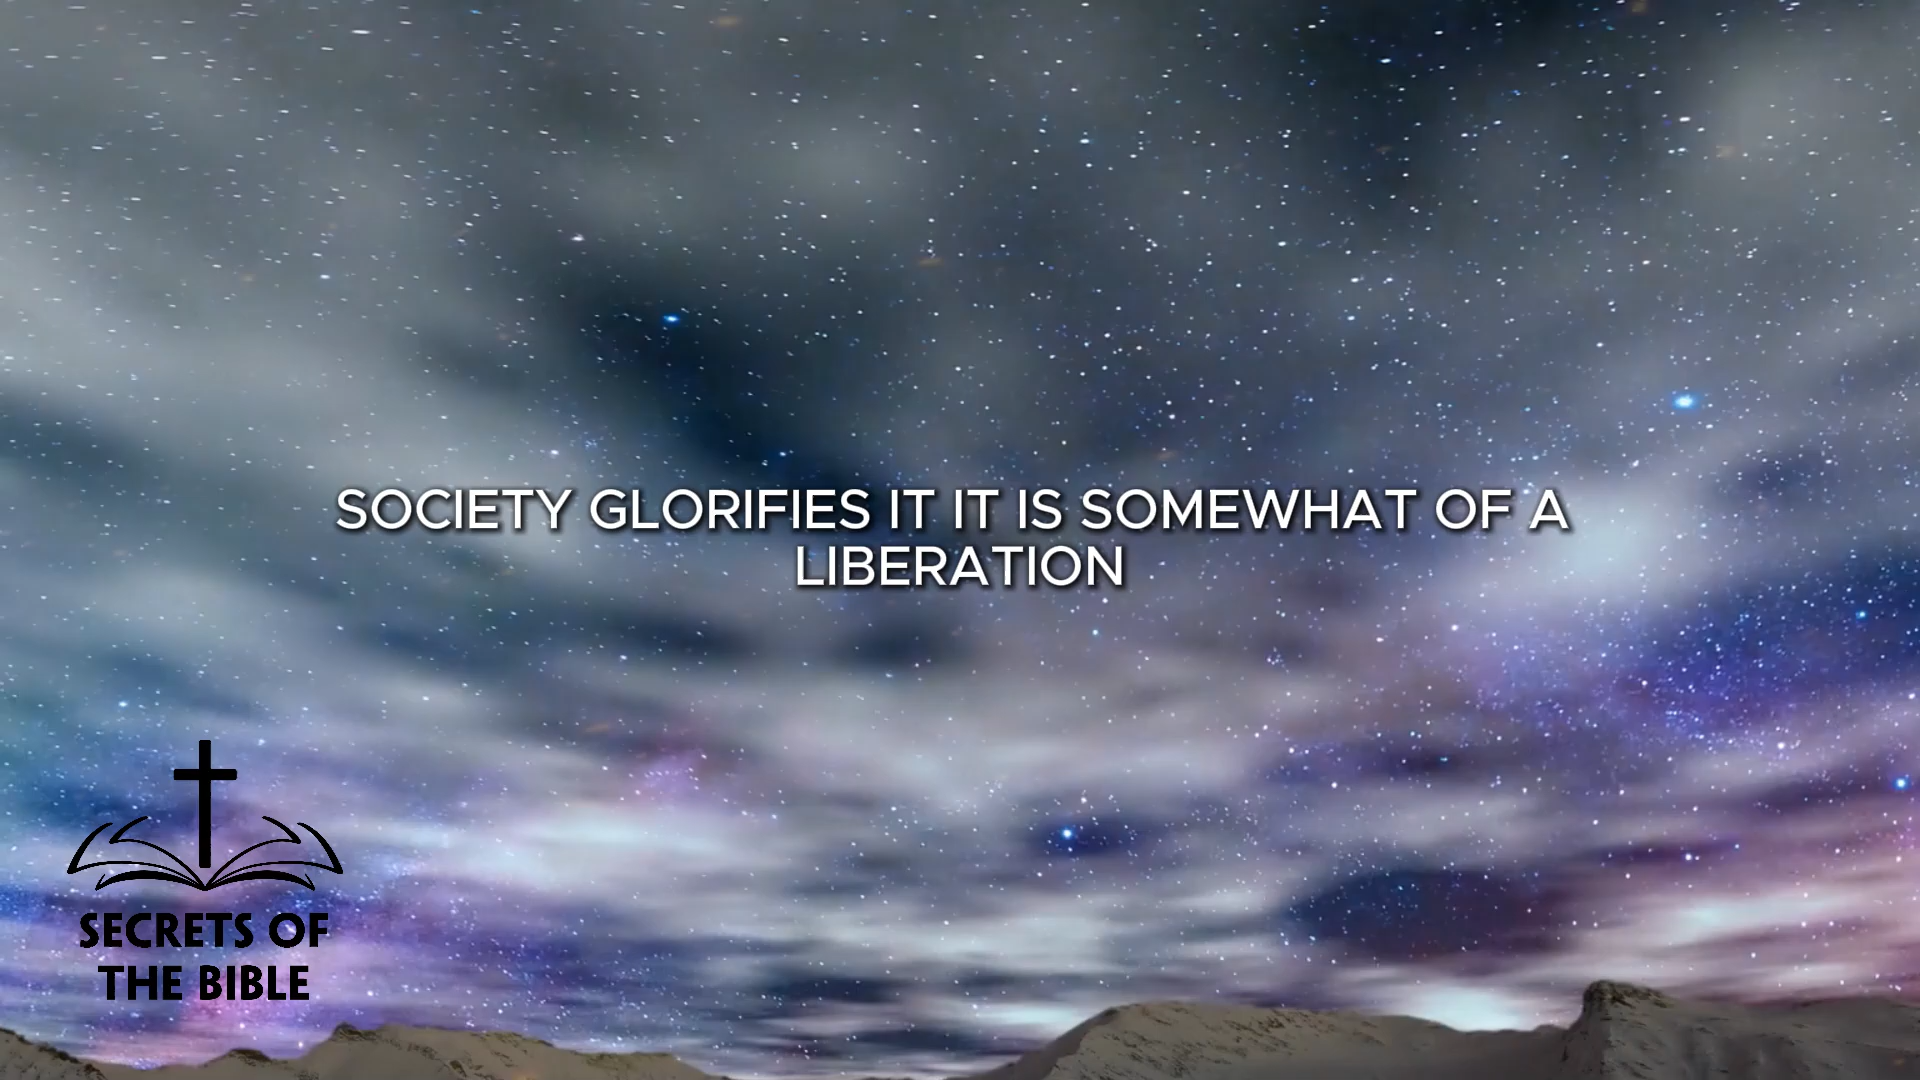 SOCIETY GLORIFIES IT IT IS SOMEWHAT OF A
LIBERATION
SECRETS OF
THE BIBLE